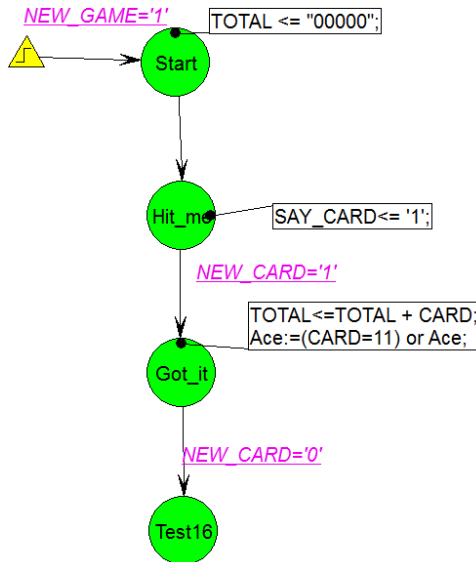 NEW_GAME='1'
TOTAL <= "00000";
Start
Hit_me
SAY_CARD<= '1';
NEW_CARD='1'
TOTAL<=TOTAL + CARD;
Ace:=(CARD=11) or Ace;
Got_it
NEW_CARD='0'
Test16